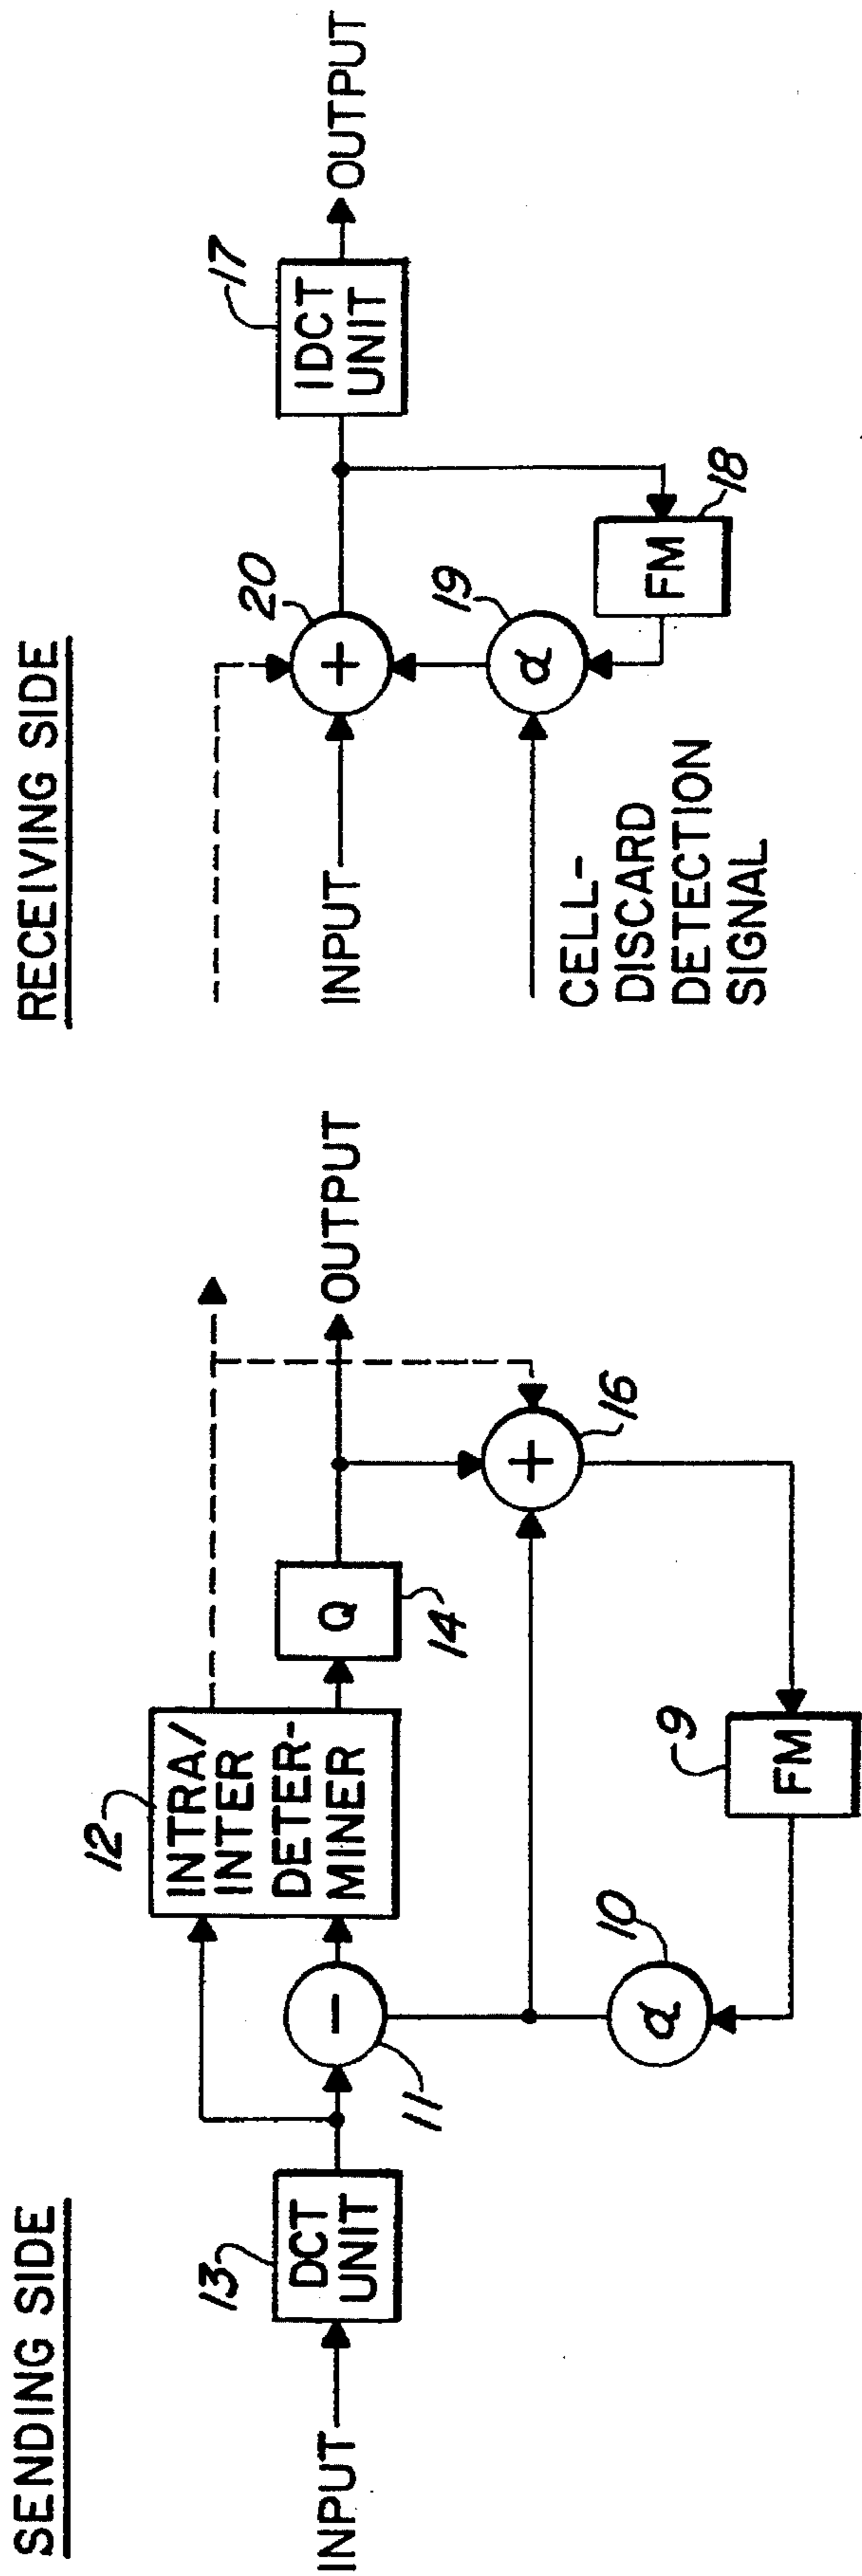 SENDING SIDE
INPUT
13
DCT
UNIT
11
-
12
INTRA/
INTER
DETER-
MINER
Q
14
OUTPUT
+
16
10
α
9
FM
RECEIVING SIDE
INPUT
20
+
17
IDCT
UNIT
OUTPUT
19
α
18
FM
CELL-
DISCARD
DETECTION
SIGNAL